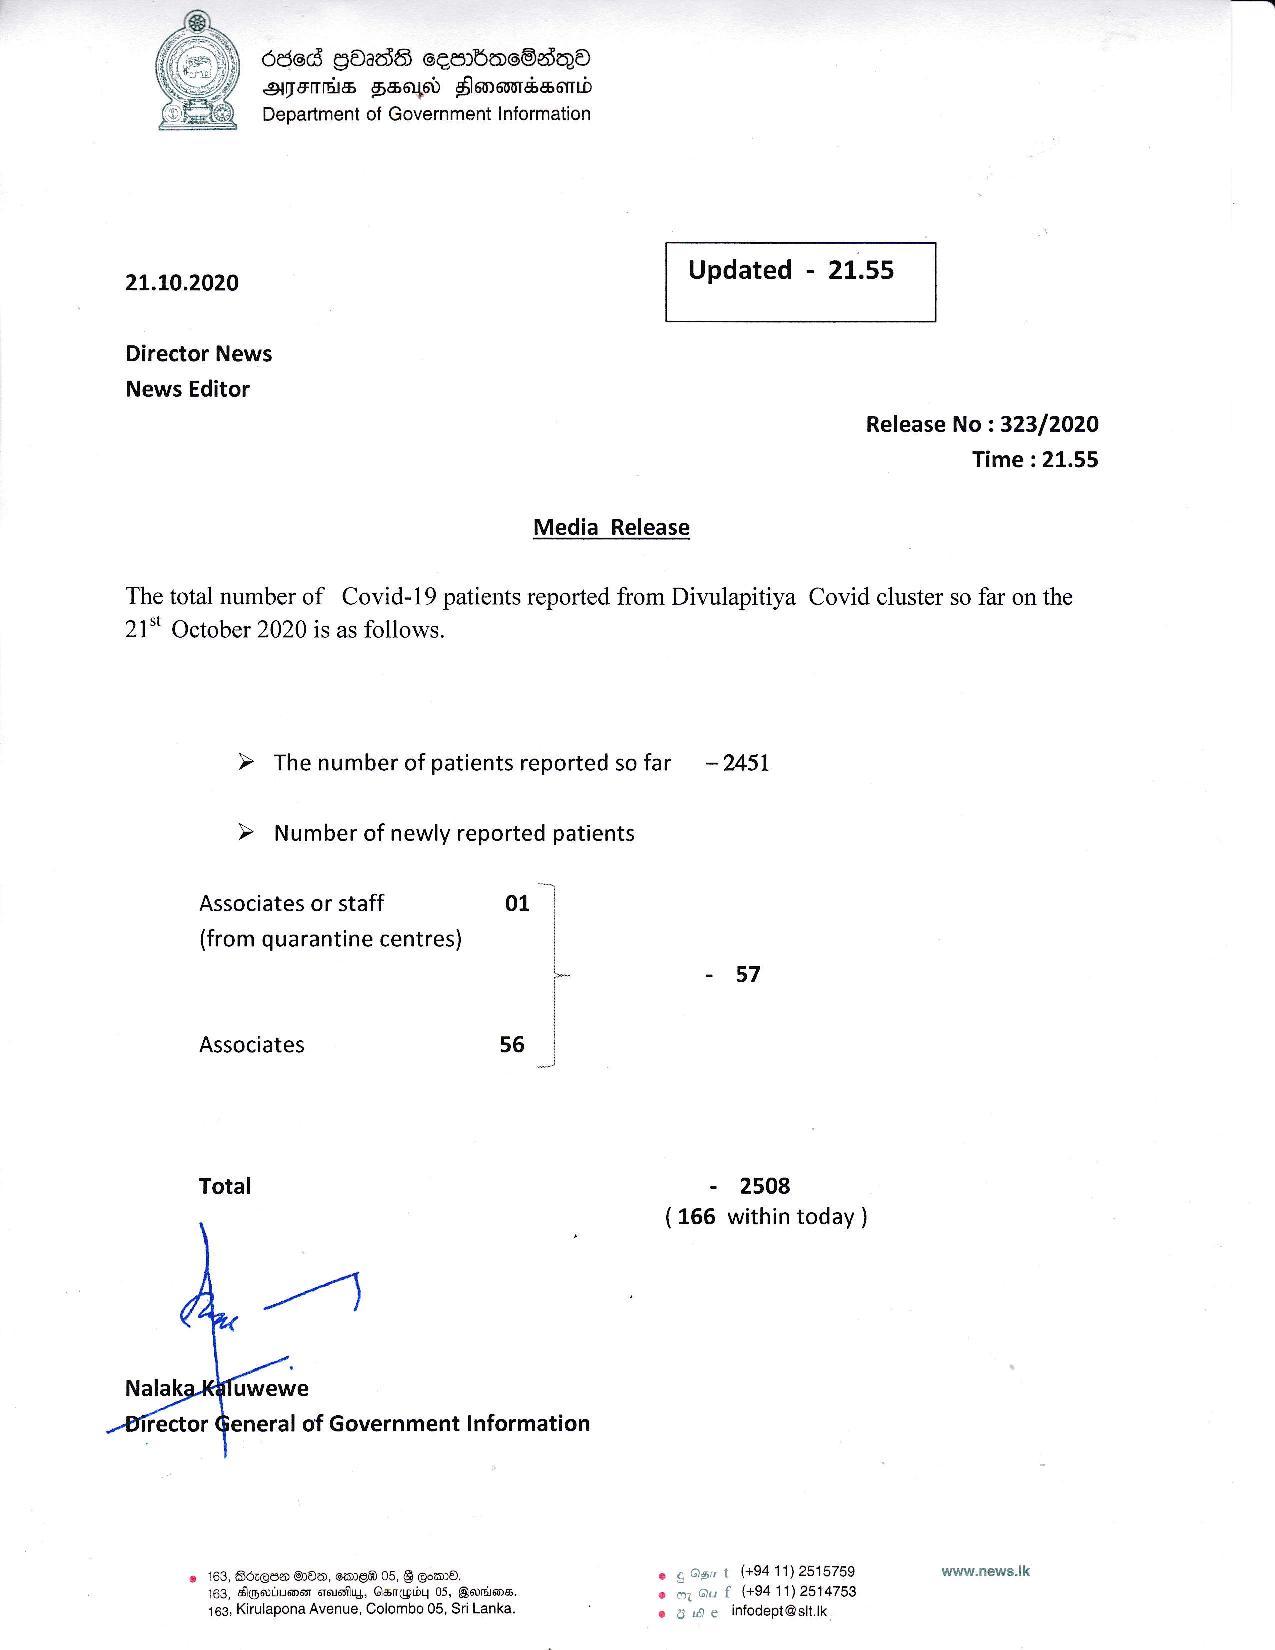 රජයේ ප්‍රවෘත්ති දෙපාර්තමේන්තුව
அரசாங்க தகவல் திணைக்களம்
Department of Government Information
Updated - 21.55
21.10.2020
Director News
News Editor
Release No : 323/2020
Time : 21.55
Media Release
The total number of Covid-19 patients reported from Divulapitiya Covid cluster so far on the
21st October 2020 is as follows.
➢ The number of patients reported so far – 2451
➢ Number of newly reported patients
Associates or staff 01
(from quarantine centres)
- 57
Associates 56
Total - 2508
( 166 within today )
Nalaka Kaluwewe
Director General of Government Information
163, කිරුලපන මාවත, කොළඹ 05, ශ්‍රී ලංකාව.
163, கிருலப்பனை எவனியூ, கொழும்பு 05, இலங்கை.
163, Kirulapona Avenue, Colombo 05, Sri Lanka.
දු தொ t (+94 11) 2515759
ෆැ பெ f (+94 11) 2514753
ඊ மி e infodept@slt.lk
www.news.lk